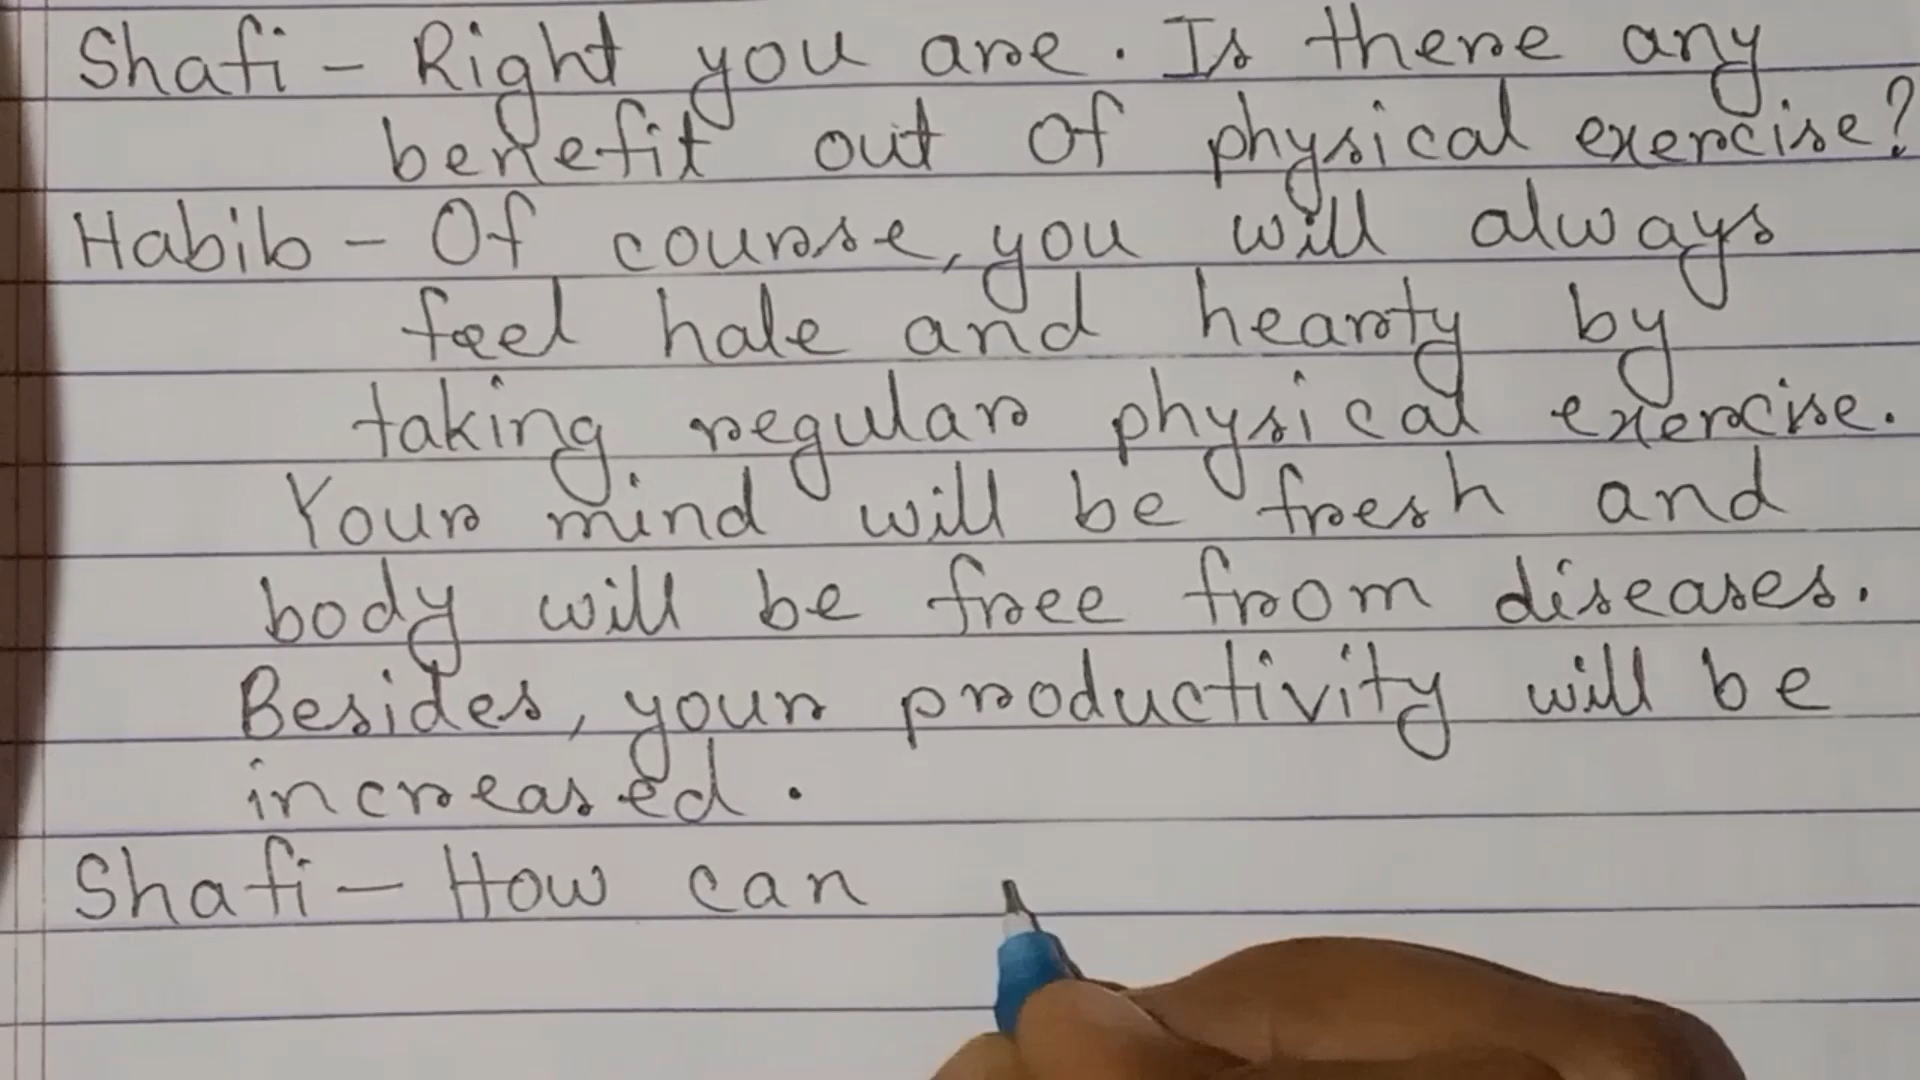 Shafi - Right you are. Is there any
benefit out of physical exercise?
Habib - Of course, you will always
feel hale and hearty by
taking regular physical exercise.
Your mind will be fresh and
body will be free from diseases.
Besides, your productivity will be
increased.
Shafi - How can